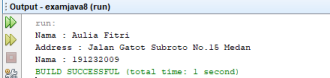 Output - examjava8 (run)
run:
Nama : Aulia Fitri
Address : Jalan Gatot Subroto No.15 Medan
Nama : 191232009
BUILD SUCCESSFUL (total time: 1 second)